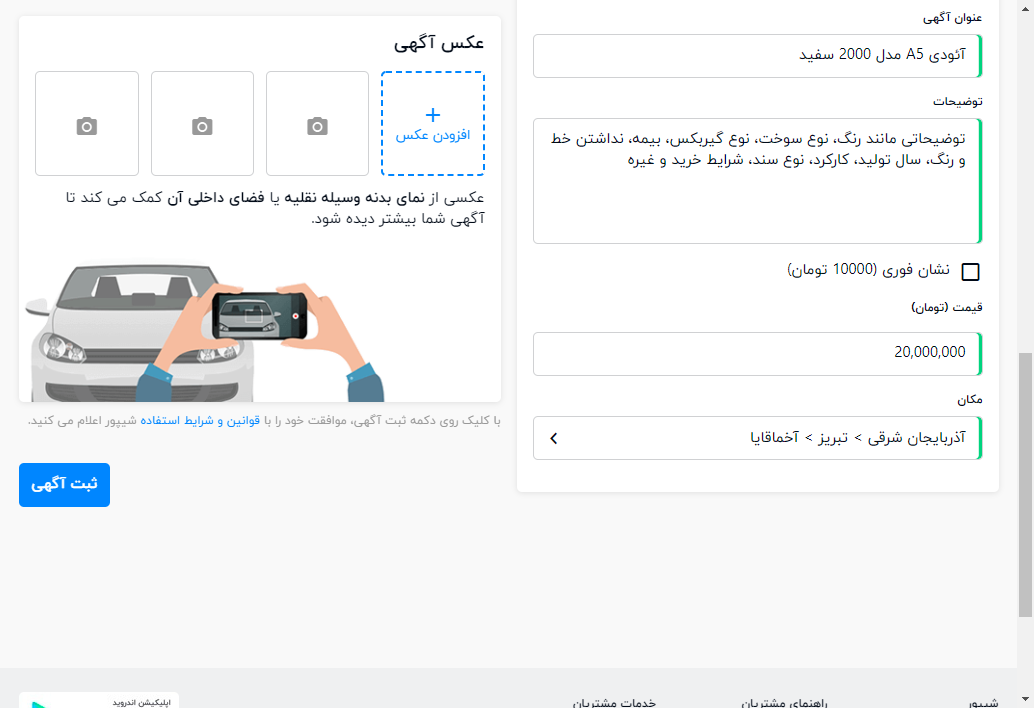 عنوان آگهی
آئودی A5 مدل 2000 سفید
توضیحات
توضیحاتی مانند رنگ، نوع سوخت، نوع گیربکس، بیمه، نداشتن خط
و رنگ، سال تولید، کارکرد، نوع سند، شرایط خرید و غیره
نشان فوری (10000 تومان)
قیمت (تومان)
20,000,000
مکان
آذربایجان شرقی > تبریز > آخماقایا
عکس آگهی
افزودن عکس
عکسی از نمای بدنه وسیله نقلیه یا فضای داخلی آن کمک می کند تا
آگهی شما بیشتر دیده شود.
با کلیک روی دکمه ثبت آگهی، موافقت خود را با قوانین و شرایط استفاده شیپور اعلام می کنید.
ثبت آگهی
شیپور
راهنمای مشتریان
خدمات مشتریان
اپلیکیشن اندروید